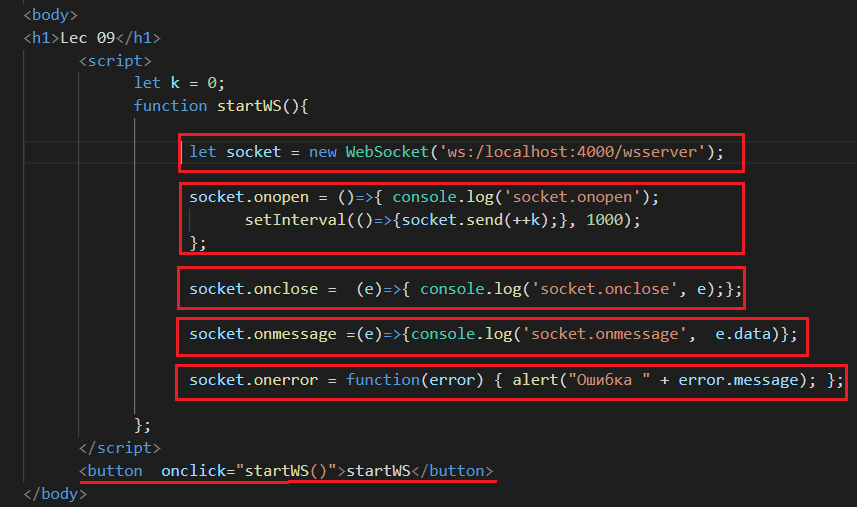 <body>
<h1>Lec 09</h1>
<script>
let k = 0;
function startWS(){
let socket = new WebSocket('ws:/localhost:4000/wsserver');
socket.onopen = ()=>{ console.log('socket.onopen');
setInterval(()=>{socket.send(++k);}, 1000);
};
socket.onclose =  (e)=>{ console.log('socket.onclose', e);};
socket.onmessage =(e)=>{console.log('socket.onmessage',  e.data)};
socket.onerror = function(error) { alert("Ошибка " + error.message); };
};
</script>
<button  onclick="startWS()">startWS</button>
</body>